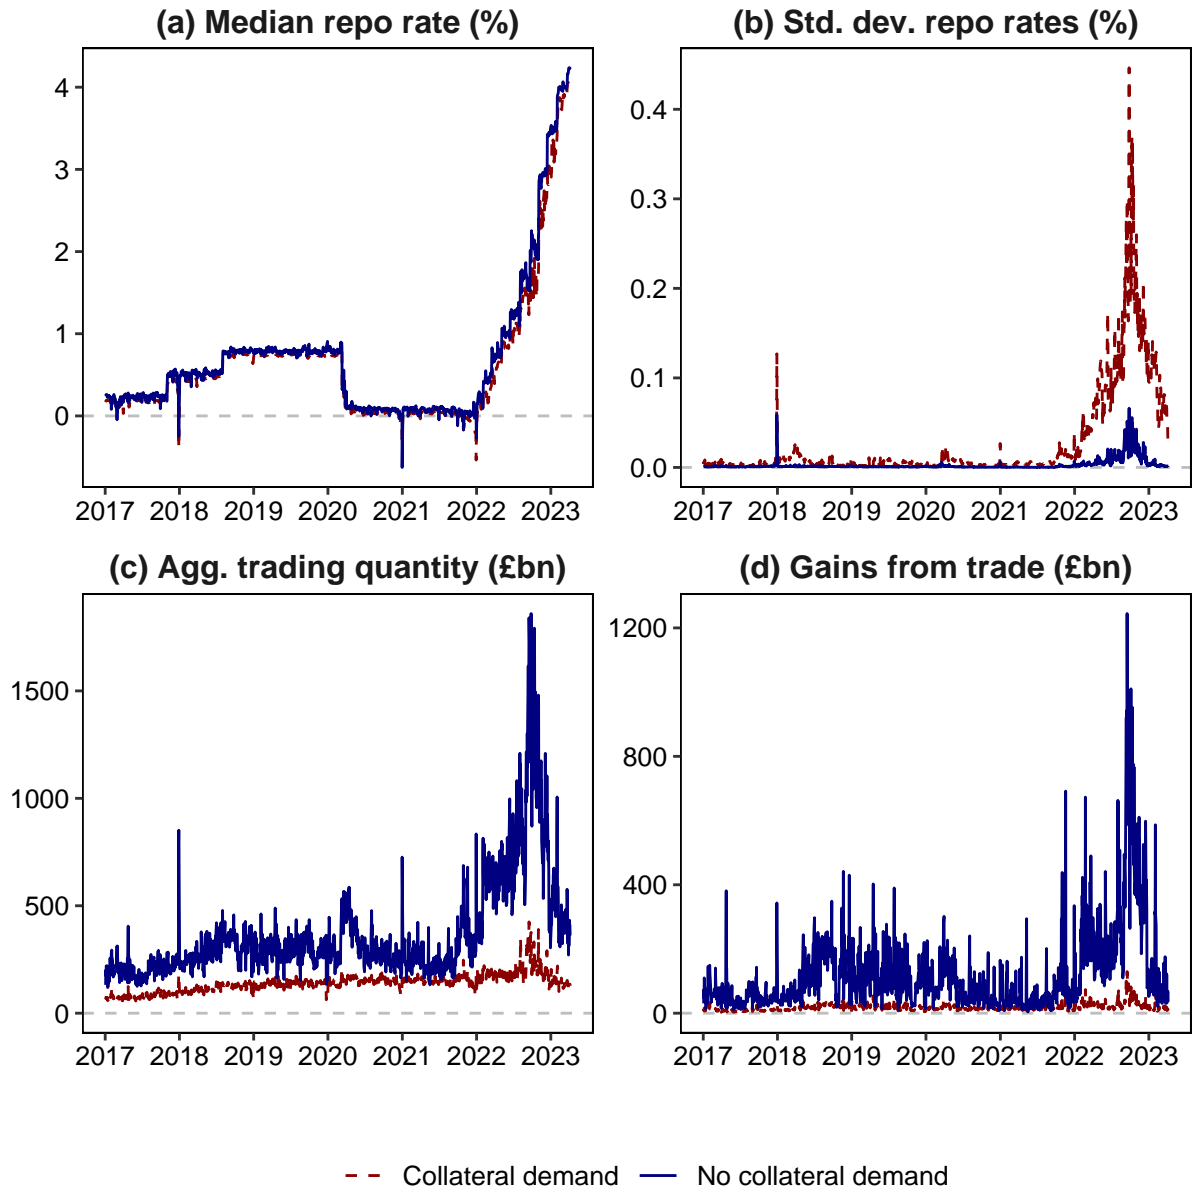 (a) Median repo rate (%)
4
3
2
1
0
2017 2018 2019 2020 2021 2022 2023
(b) Std. dev. repo rates (%)
0.4
0.3
0.2
0.1
0.0
2017 2018 2019 2020 2021 2022 2023
(c) Agg. trading quantity (£bn)
1500
1000
500
0
2017 2018 2019 2020 2021 2022 2023
(d) Gains from trade (£bn)
1200
800
400
0
2017 2018 2019 2020 2021 2022 2023
Collateral demand No collateral demand